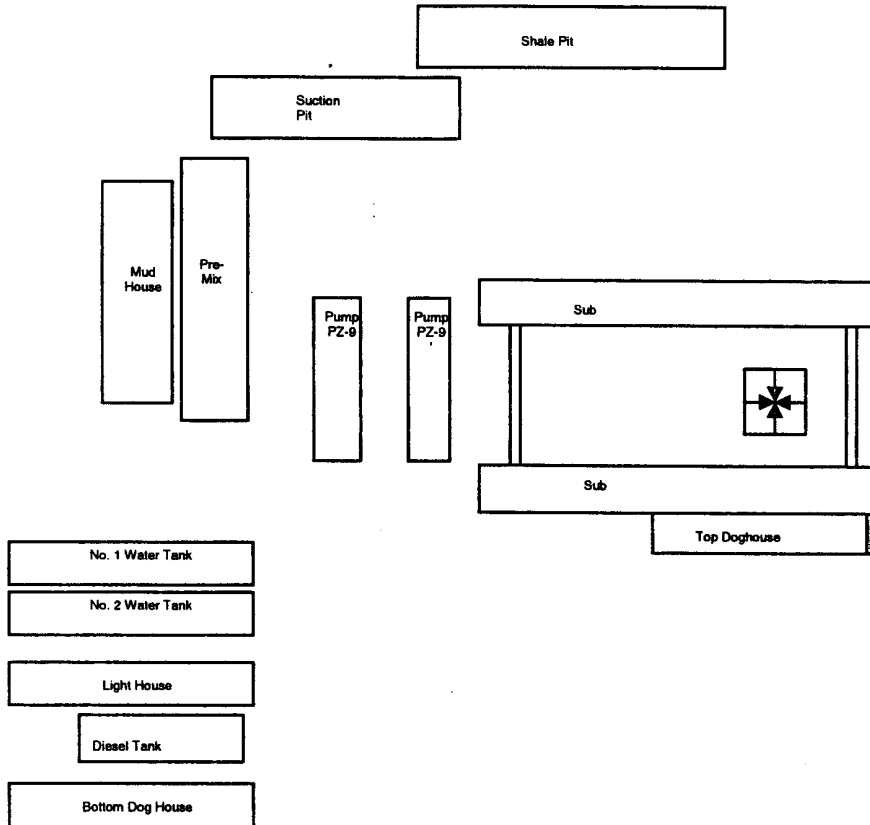 Shale Pit
Suction
Pit
Mud
House
Pre-
Mix
Pump
PZ-9
Pump
PZ-9
Sub
Sub
Top Doghouse
No. 1 Water Tank
No. 2 Water Tank
Light House
Diesel Tank
Bottom Dog House